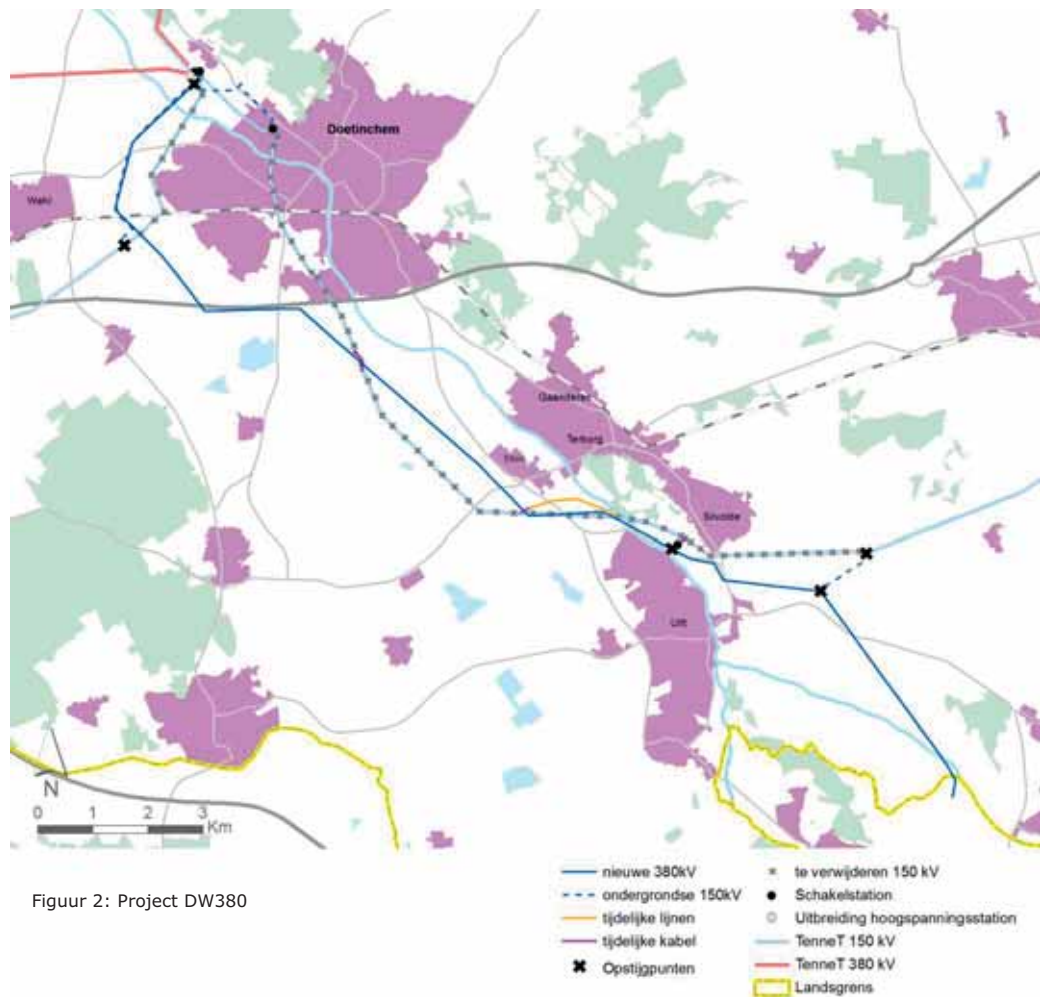 Doetinchem
Wehl
Gaanderen
Terborg
Silvolde
Ulft
N
0 1 2 3
Km
Figuur 2: Project DW380
nieuwe 380kV
ondergrondse 150kV
tijdelijke lijnen
tijdelijke kabel
Opstijgpunten
te verwijderen 150 kV
Schakelstation
Uitbreiding hoogspanningsstation
TenneT 150 kV
TenneT 380 kV
Landsgrens